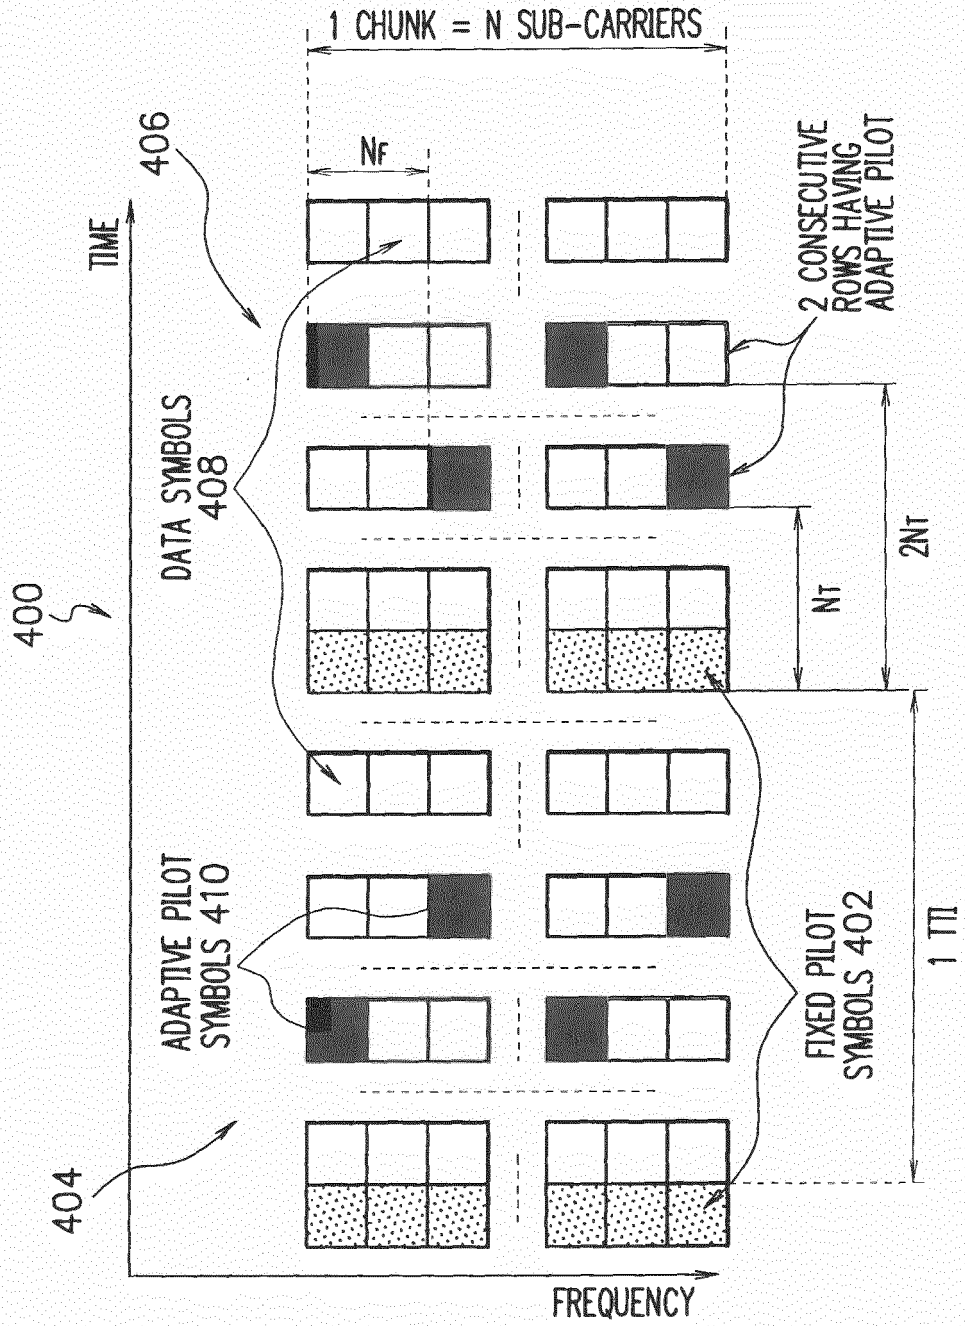 400
404
406
TIME
FREQUENCY
1 CHUNK = N SUB-CARRIERS
NF
DATA SYMBOLS
408
ADAPTIVE PILOT
SYMBOLS 410
2 CONSECUTIVE
ROWS HAVING
ADAPTIVE PILOT
NT
2NT
FIXED PILOT
SYMBOLS 402
1 TTI